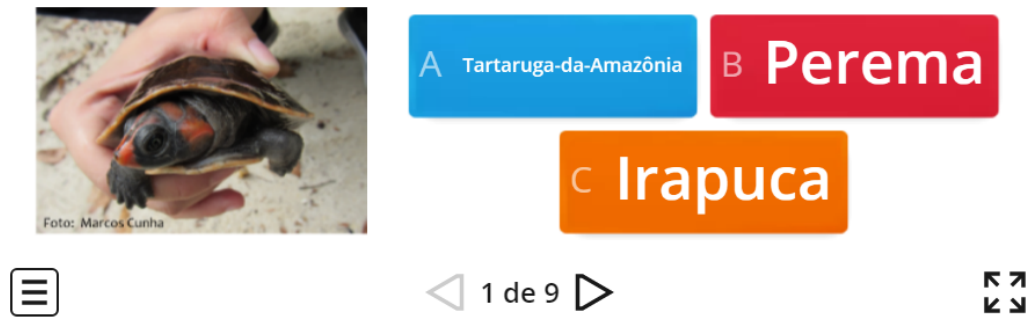 A Tartaruga-da-Amazônia
B Perema
C Irapuca
Foto: Marcos Cunha
1 de 9